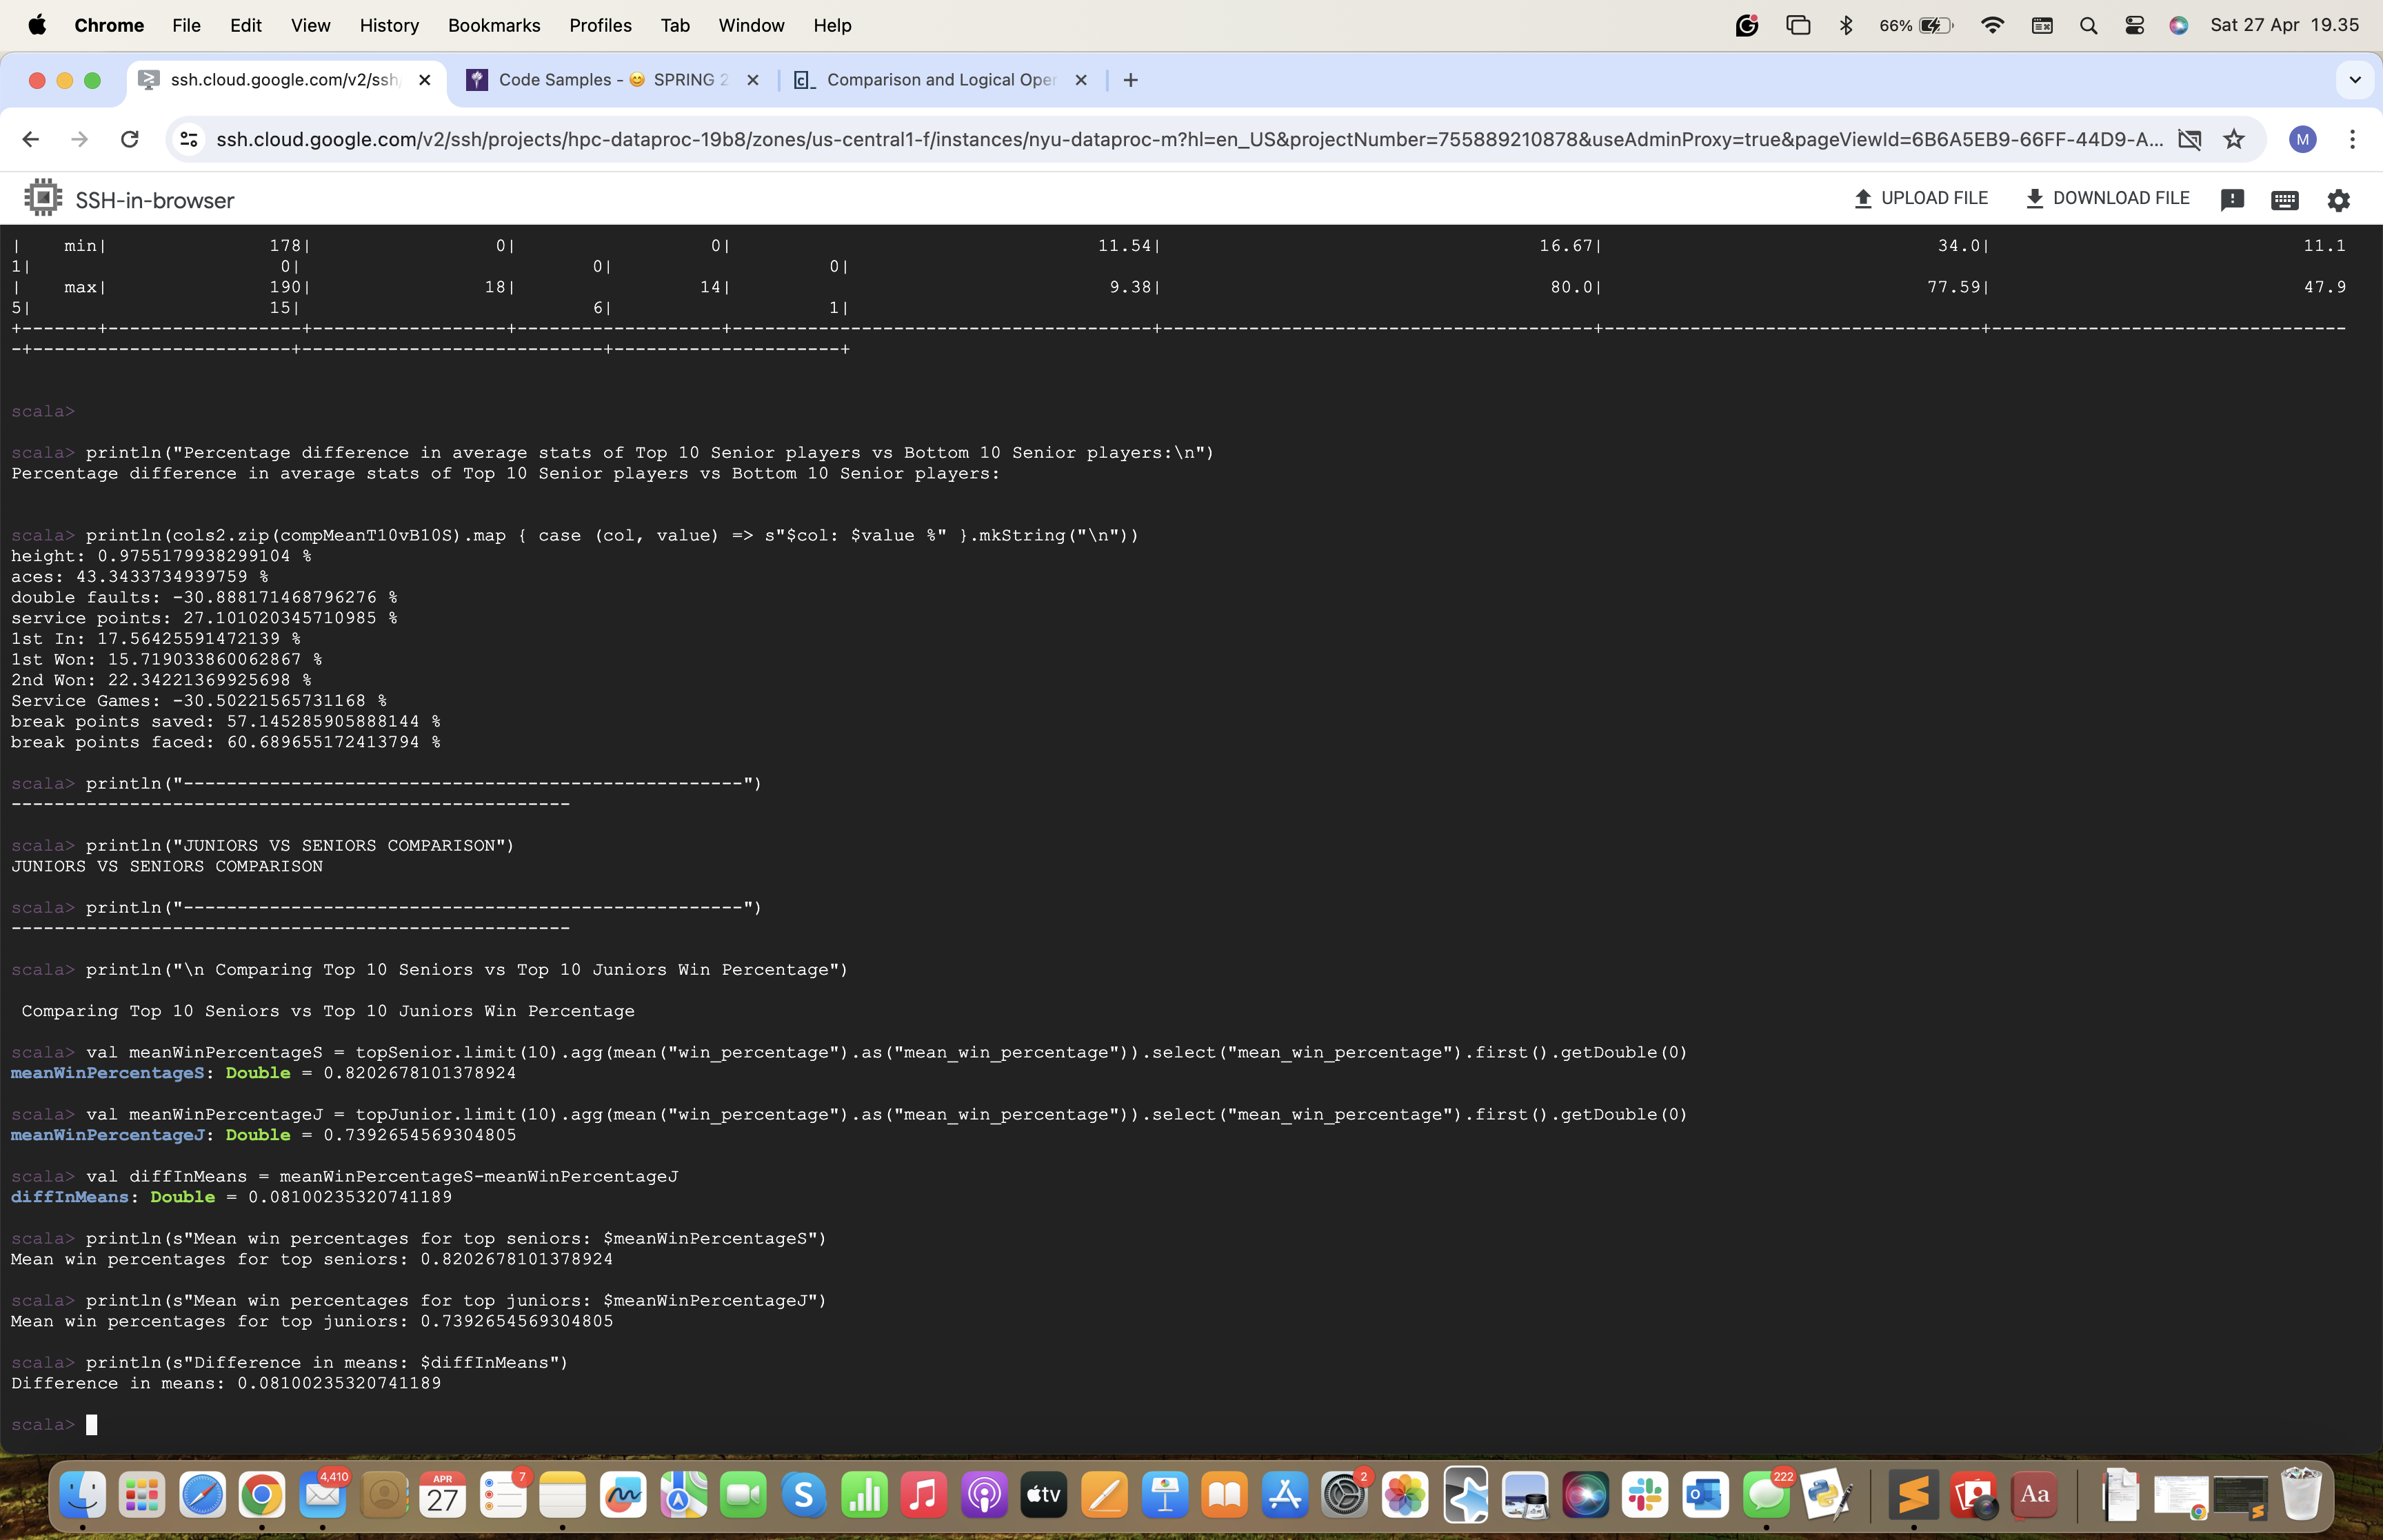 Chrome File Edit View History Bookmarks Profiles Tab Window Help 66% Sat 27 Apr 19.35
ssh.cloud.google.com/v2/ssh Code Samples - 😊 SPRING 2 Comparison and Logical Oper
ssh.cloud.google.com/v2/ssh/projects/hpc-dataproc-19b8/zones/us-central1-f/instances/nyu-dataproc-m?hl=en_US&projectNumber=755889210878&useAdminProxy=true&pageViewId=6B6A5EB9-66FF-44D9-A... M
SSH-in-browser UPLOAD FILE DOWNLOAD FILE
| min| 178| 0| 0| 11.54| 16.67| 34.0| 11.1
1| 0| 0| 0|
| max| 190| 18| 14| 9.38| 80.0| 77.59| 47.9
5| 15| 6| 1|
+-------+------------------+-------------------+-------------------+----------------------------------------+----------------------------------------+------------------------------------+---------------------------------
-+------------------------+----------------------------+---------------------+
scala>
scala> println("Percentage difference in average stats of Top 10 Senior players vs Bottom 10 Senior players:\n")
Percentage difference in average stats of Top 10 Senior players vs Bottom 10 Senior players:
scala> println(cols2.zip(compMeanT10vB10S).map { case (col, value) => s"$col: $value %" }.mkString("\n"))
height: 0.9755179938299104 %
aces: 43.3433734939759 %
double faults: -30.888171468796276 %
service points: 27.101020345710985 %
1st In: 17.56425591472139 %
1st Won: 15.719033860062867 %
2nd Won: 22.34221369925698 %
Service Games: -30.50221565731168 %
break points saved: 57.145285905888144 %
break points faced: 60.689655172413794 %
scala> println("----------------------------------------------------")
----------------------------------------------------
scala> println("JUNIORS VS SENIORS COMPARISON")
JUNIORS VS SENIORS COMPARISON
scala> println("----------------------------------------------------")
----------------------------------------------------
scala> println("\n Comparing Top 10 Seniors vs Top 10 Juniors Win Percentage")
Comparing Top 10 Seniors vs Top 10 Juniors Win Percentage
scala> val meanWinPercentageS = topSenior.limit(10).agg(mean("win_percentage").as("mean_win_percentage")).select("mean_win_percentage").first().getDouble(0)
meanWinPercentageS: Double = 0.8202678101378924
scala> val meanWinPercentageJ = topJunior.limit(10).agg(mean("win_percentage").as("mean_win_percentage")).select("mean_win_percentage").first().getDouble(0)
meanWinPercentageJ: Double = 0.7392654569304805
scala> val diffInMeans = meanWinPercentageS-meanWinPercentageJ
diffInMeans: Double = 0.08100235320741189
scala> println(s"Mean win percentages for top seniors: $meanWinPercentageS")
Mean win percentages for top seniors: 0.8202678101378924
scala> println(s"Mean win percentages for top juniors: $meanWinPercentageJ")
Mean win percentages for top juniors: 0.7392654569304805
scala> println(s"Difference in means: $diffInMeans")
Difference in means: 0.08100235320741189
scala>
4,410 APR 27 7 S tv 2 222 Aa